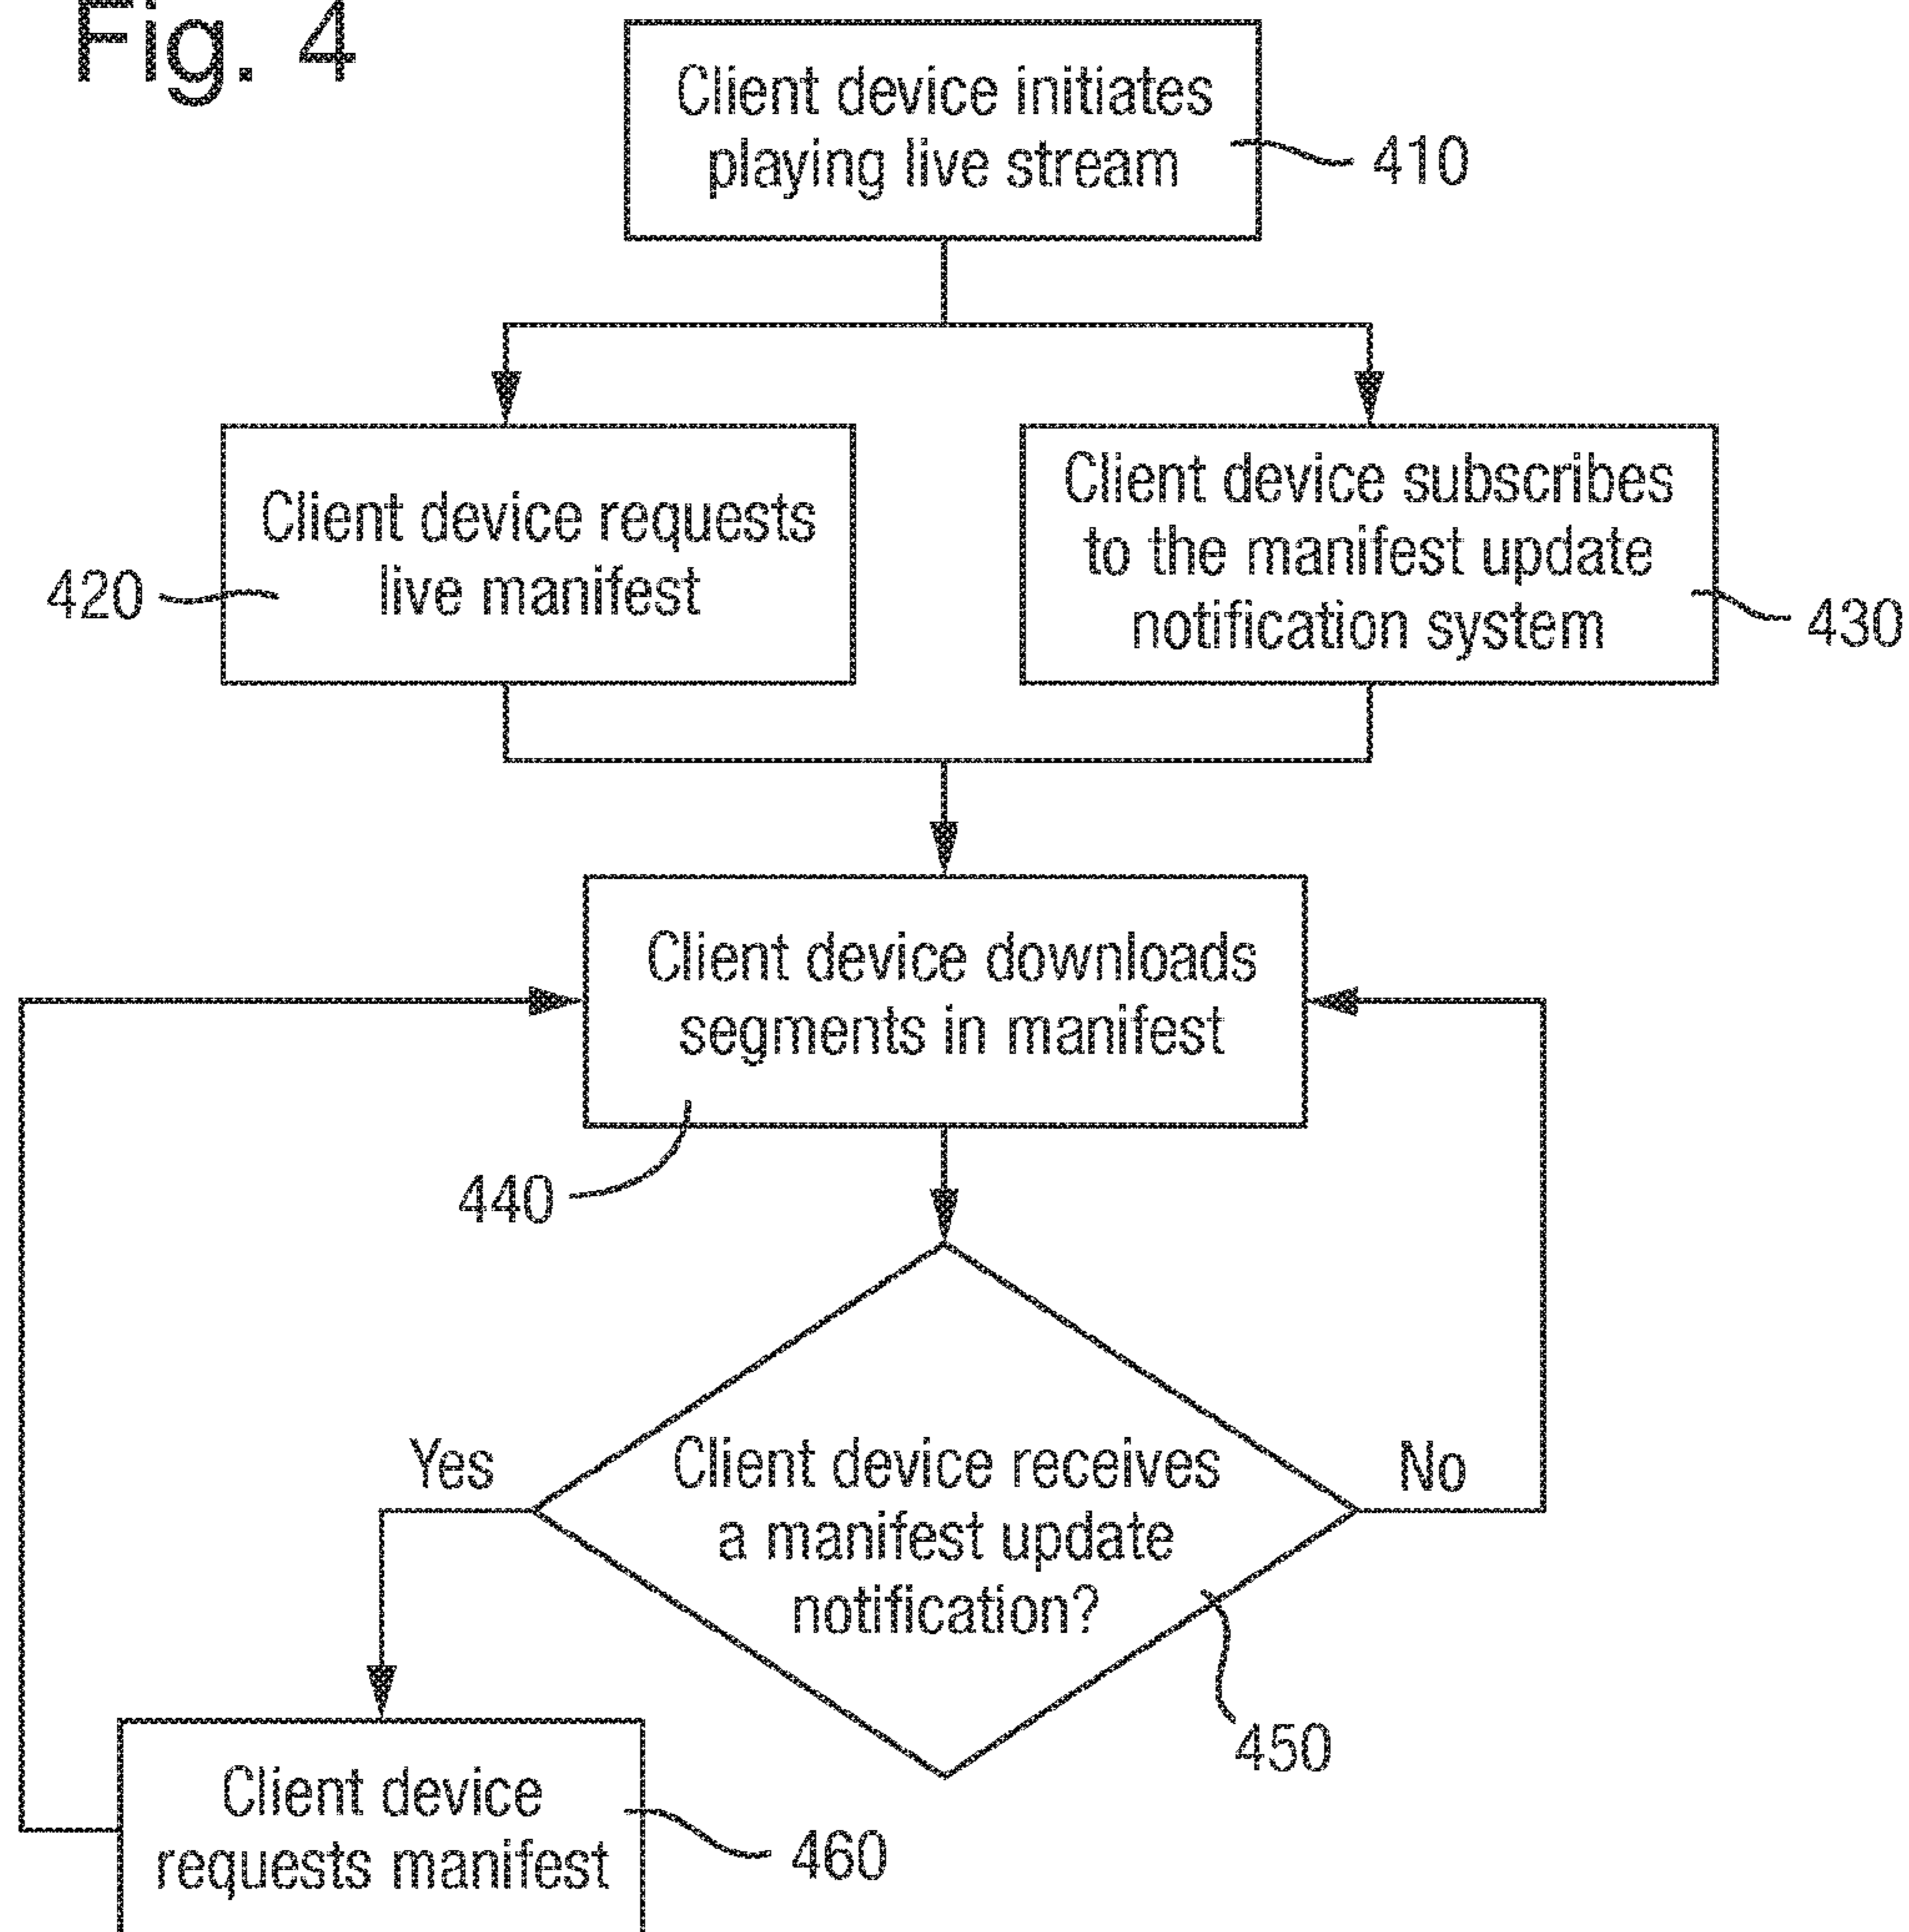 Fig. 4
Client device initiates
playing live stream
410
Client device requests
live manifest
420
Client device subscribes
to the manifest update
notification system
430
Client device downloads
segments in manifest
440
Yes
Client device receives
a manifest update
notification?
No
450
Client device
requests manifest
460